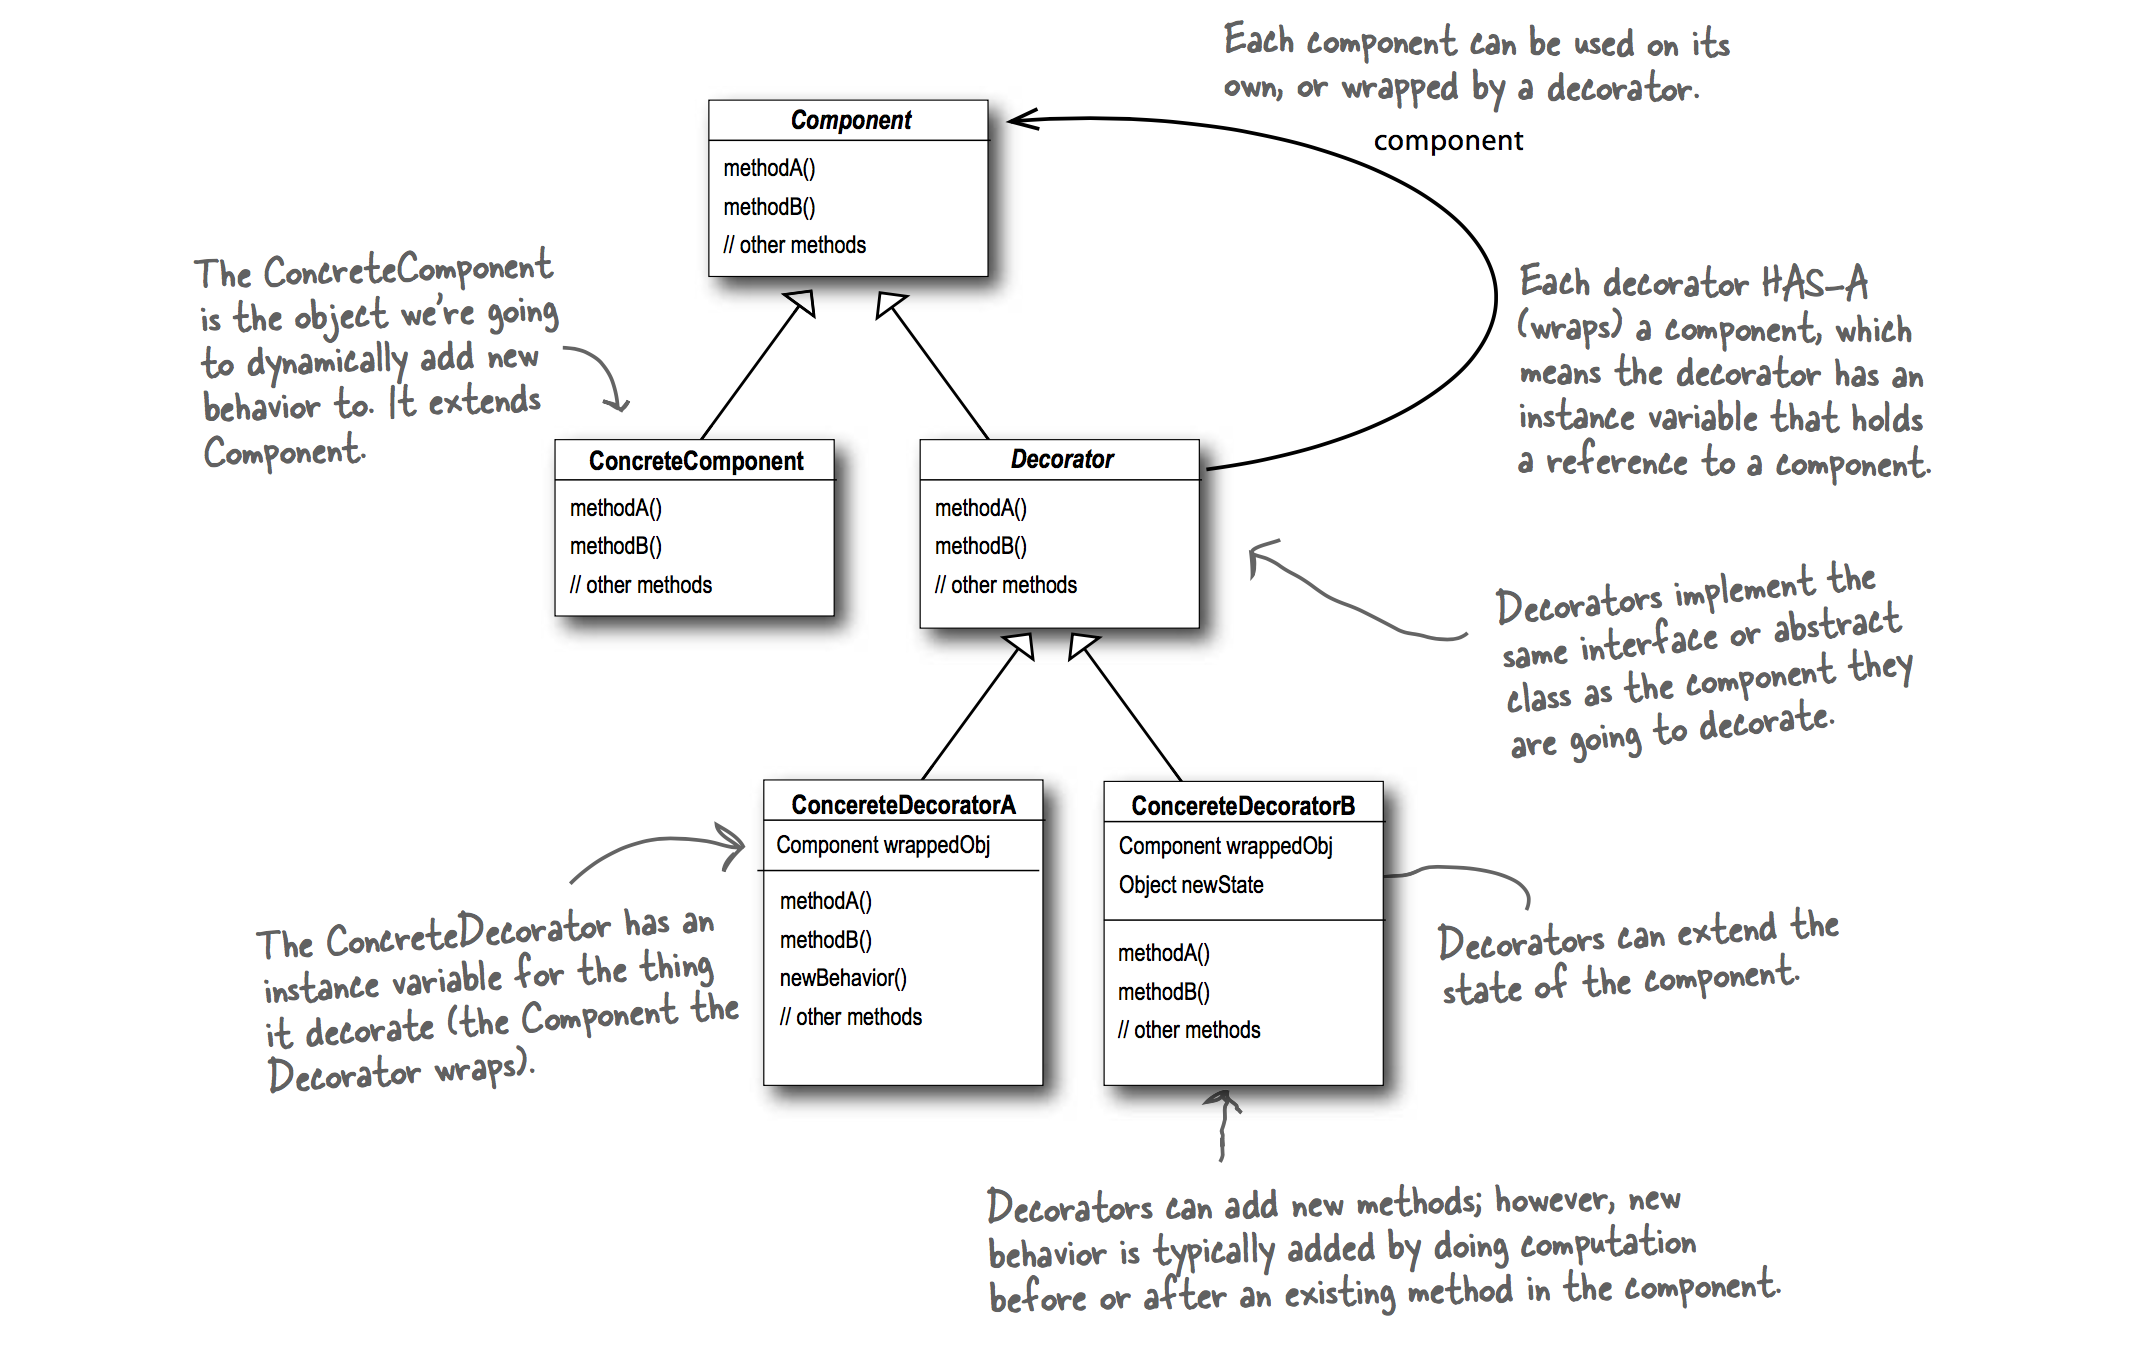 Each component can be used on its
own, or wrapped by a decorator.
component
Component
methodA()
methodB()
// other methods
The ConcreteComponent
is the object we're going
to dynamically add new
behavior to. It extends
Component.
Each decorator HAS-A
(wraps) a component, which
means the decorator has an
instance variable that holds
a reference to a component.
ConcreteComponent
methodA()
methodB()
// other methods
Decorator
methodA()
methodB()
// other methods
Decorators implement the
same interface or abstract
class as the component they
are going to decorate.
ConcereteDecoratorA
Component wrappedObj
methodA()
methodB()
newBehavior()
// other methods
ConcereteDecoratorB
Component wrappedObj
Object newState
methodA()
methodB()
// other methods
The ConcreteDecorator has an
instance variable for the thing
it decorate (the Component the
Decorator wraps).
Decorators can extend the
state of the component.
Decorators can add new methods; however, new
behavior is typically added by doing computation
before or after an existing method in the component.